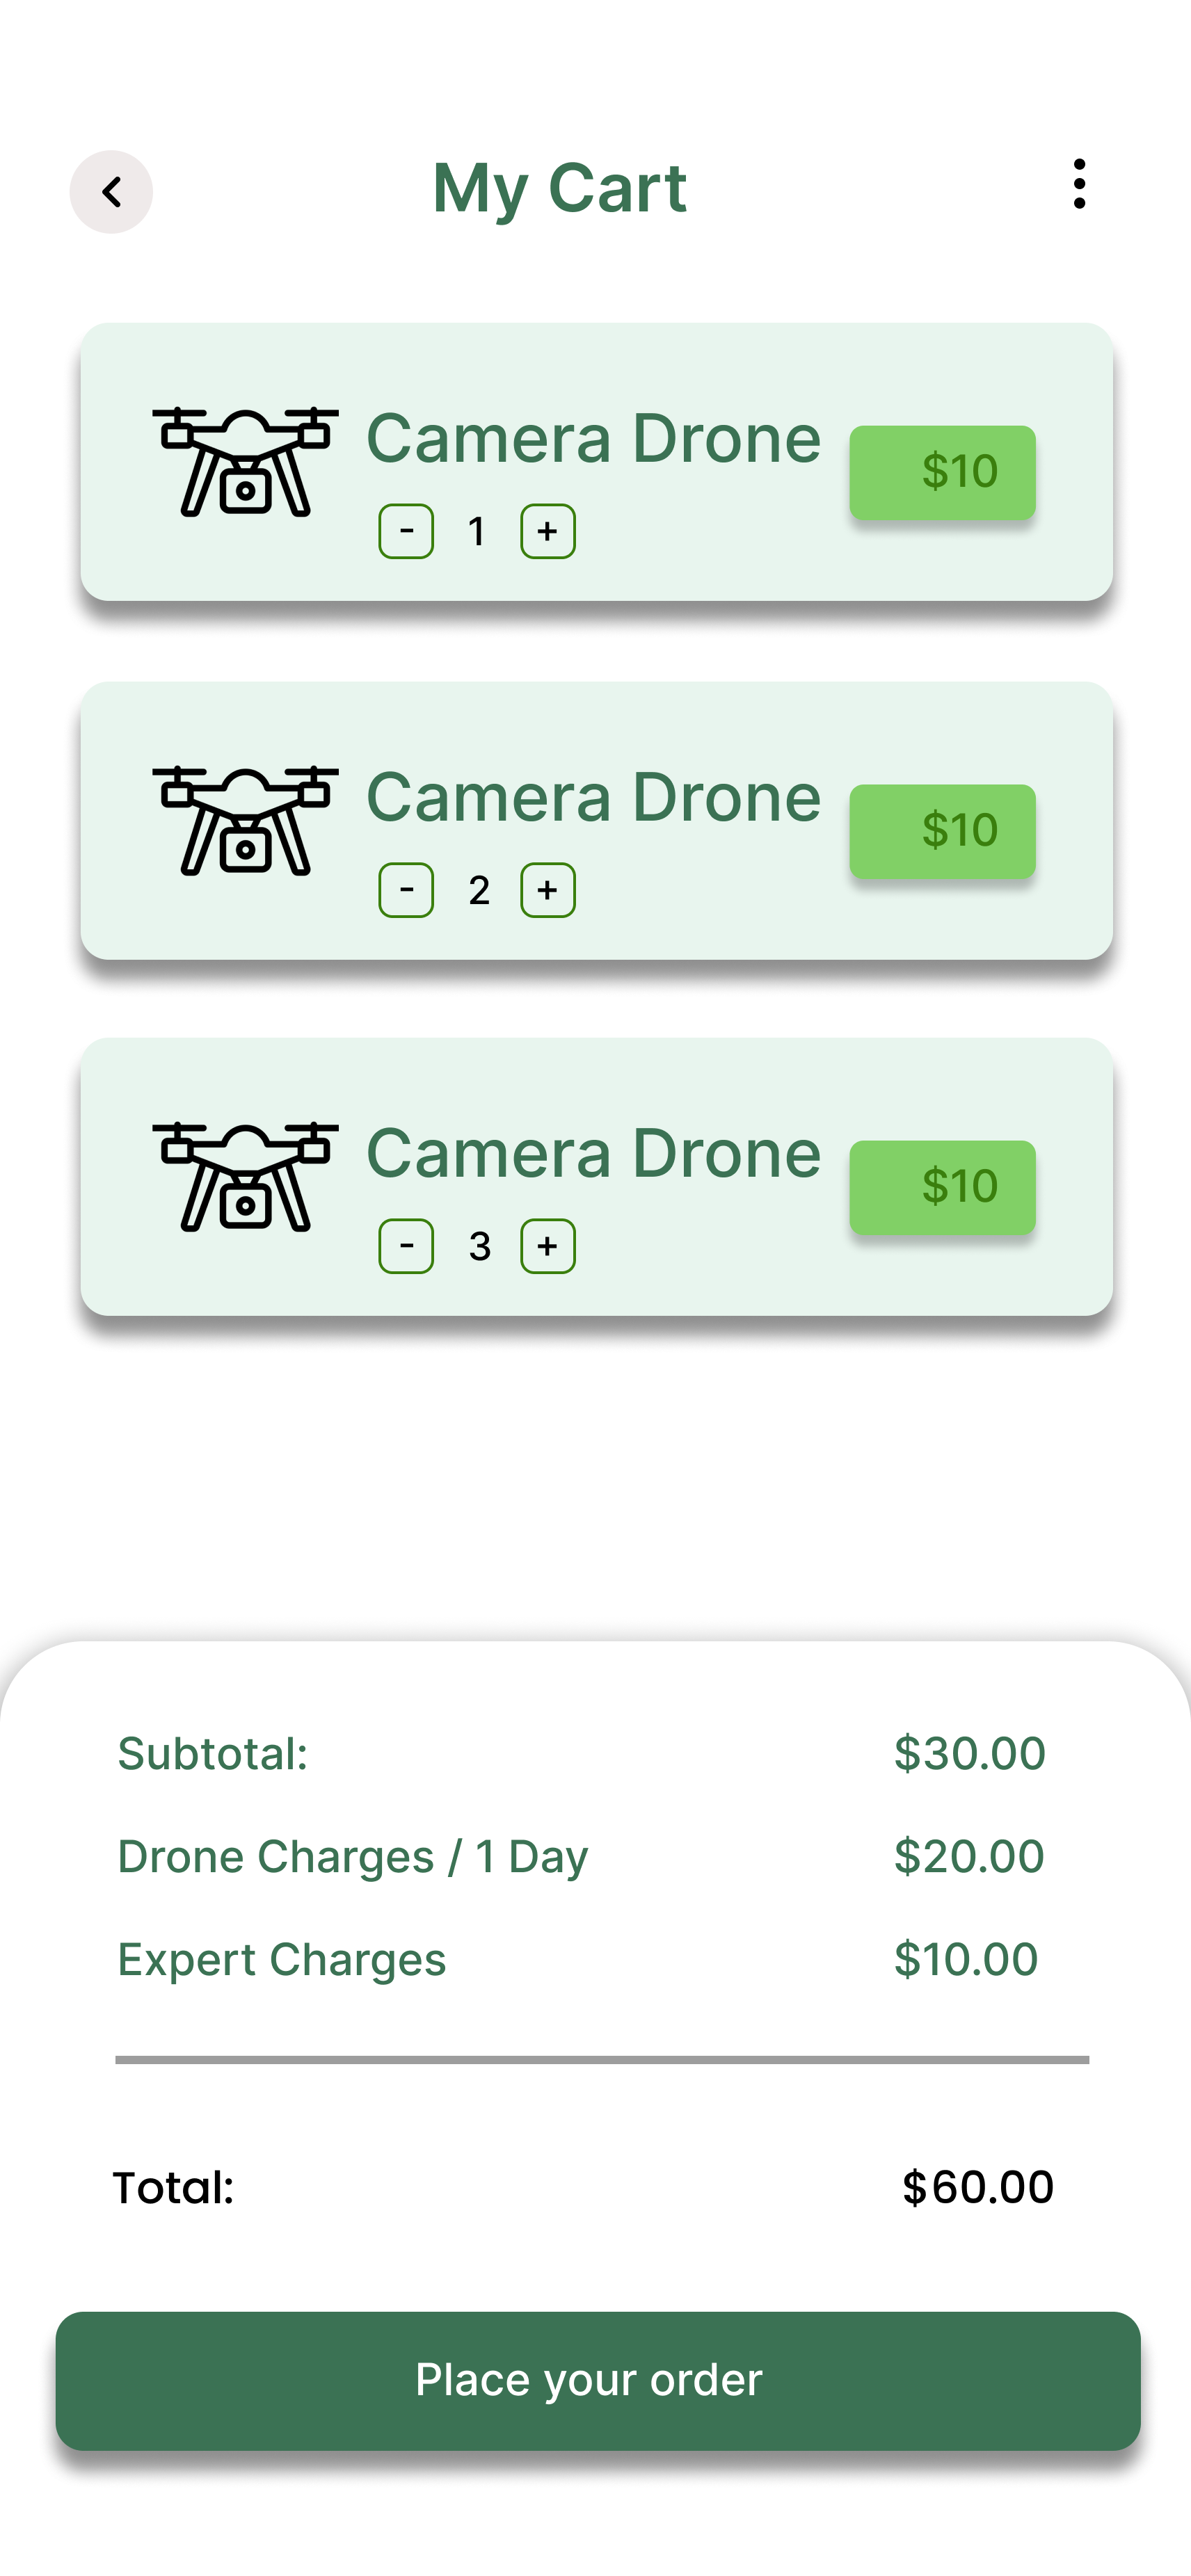 My Cart
Camera Drone
$10
- 1 +
Camera Drone
$10
- 2 +
Camera Drone
$10
- 3 +
Subtotal: $30.00
Drone Charges / 1 Day $20.00
Expert Charges $10.00
Total: $60.00
Place your order